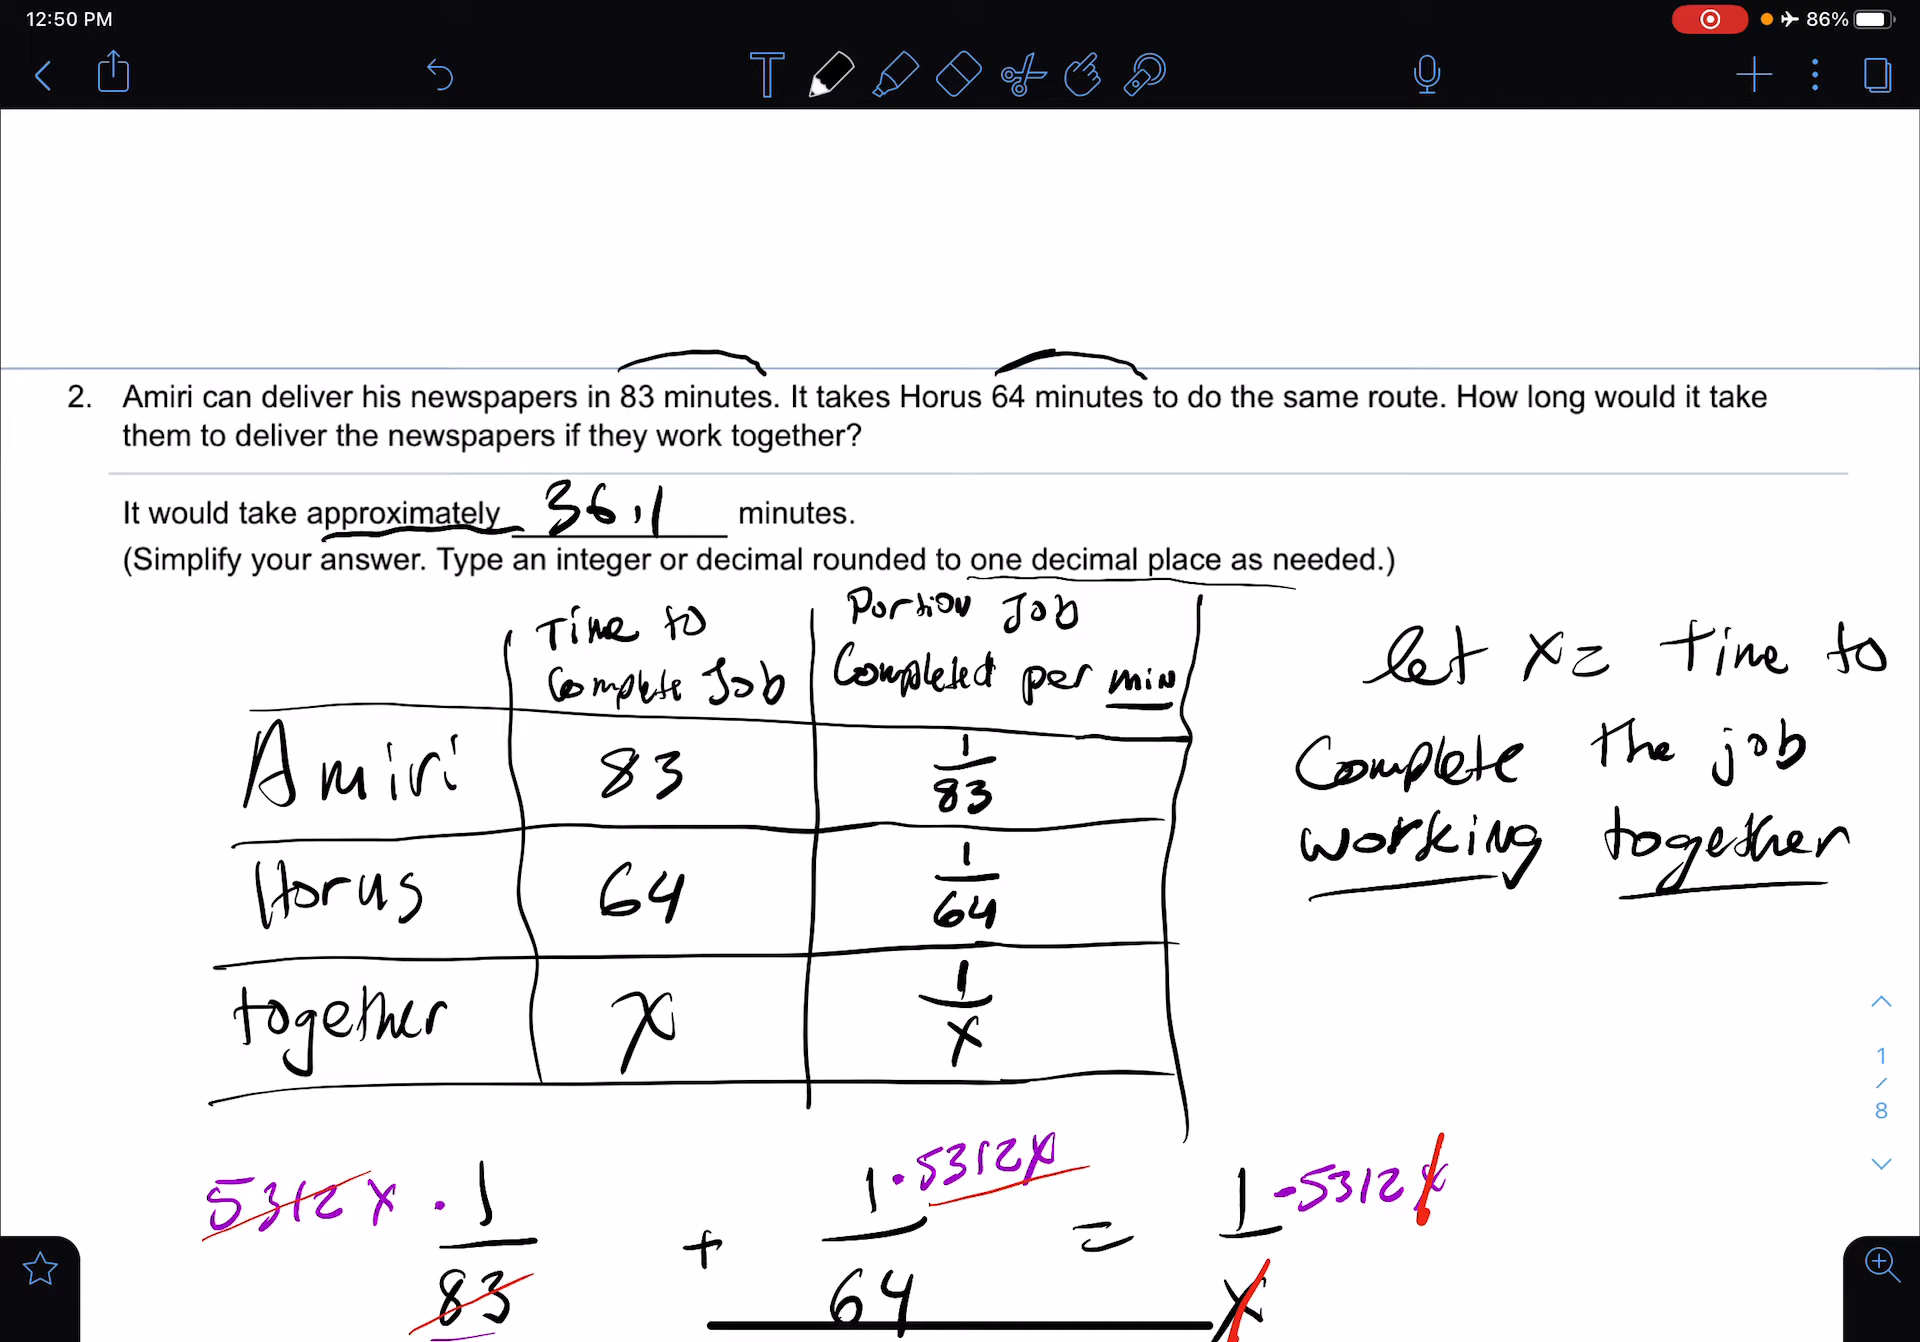 12:50 PM
86%
2. Amiri can deliver his newspapers in 83 minutes. It takes Horus 64 minutes to do the same route. How long would it take
them to deliver the newspapers if they work together?
It would take approximately 36.1 minutes.
(Simplify your answer. Type an integer or decimal rounded to one decimal place as needed.)
Time to
Complete Job
Portion Job
Completed per min
Amiri 83 1/83
Horus 64 1/64
together x 1/x
let x = time to
Complete the job
working together
1
/
8
5312x · 1/83 + 1/64 · 5312x = 1/x · 5312x